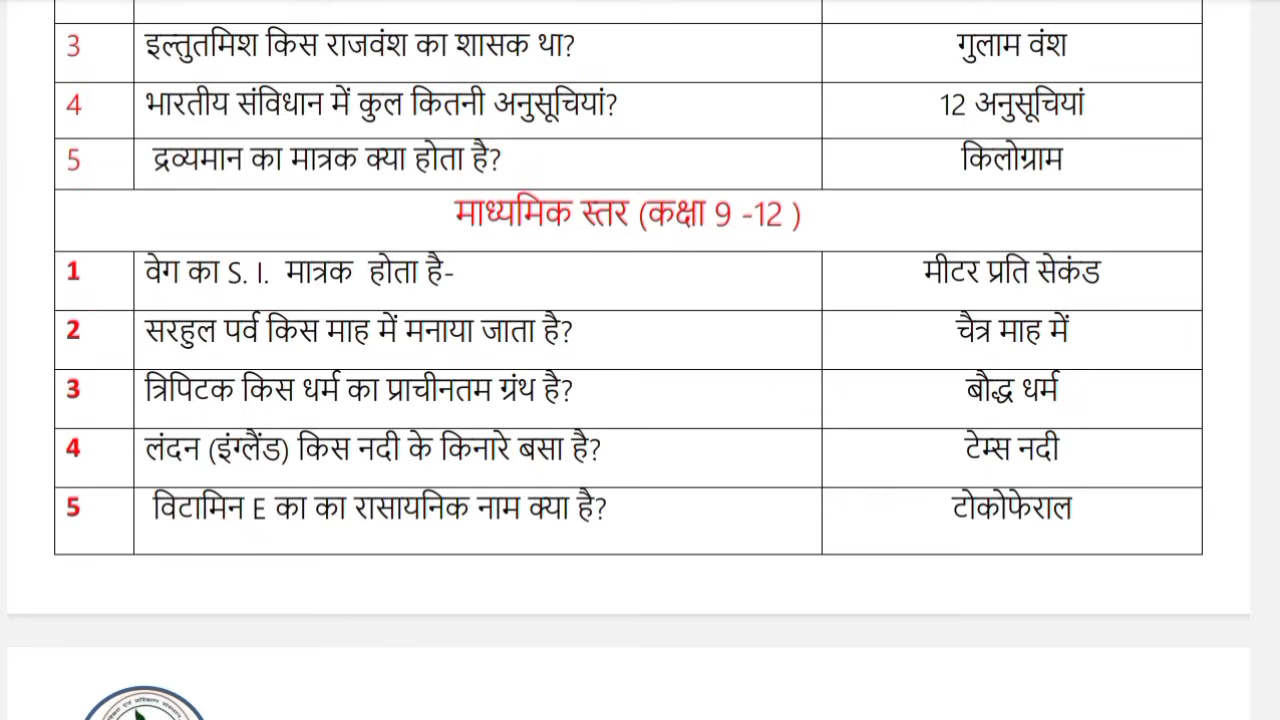 3 इल्तुतमिश किस राजवंश का शासक था? गुलाम वंश
4 भारतीय संविधान में कुल कितनी अनुसूचियां? 12 अनुसूचियां
5 द्रव्यमान का मात्रक क्या होता है? किलोग्राम
माध्यमिक स्तर (कक्षा 9 -12 )
1 वेग का S. I. मात्रक होता है- मीटर प्रति सेकंड
2 सरहुल पर्व किस माह में मनाया जाता है? चैत्र माह में
3 त्रिपिटक किस धर्म का प्राचीनतम ग्रंथ है? बौद्ध धर्म
4 लंदन (इंग्लैंड) किस नदी के किनारे बसा है? टेम्स नदी
5 विटामिन E का का रासायनिक नाम क्या है? टोकोफेराल